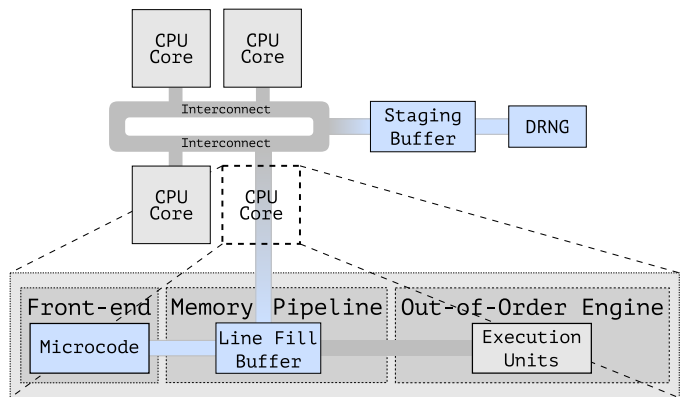 CPU
Core
CPU
Core
Interconnect
Staging
Buffer
DRNG
Interconnect
CPU
Core
CPU
Core
Front-end
Memory Pipeline
Out-of-Order Engine
Microcode
Line Fill
Buffer
Execution
Units